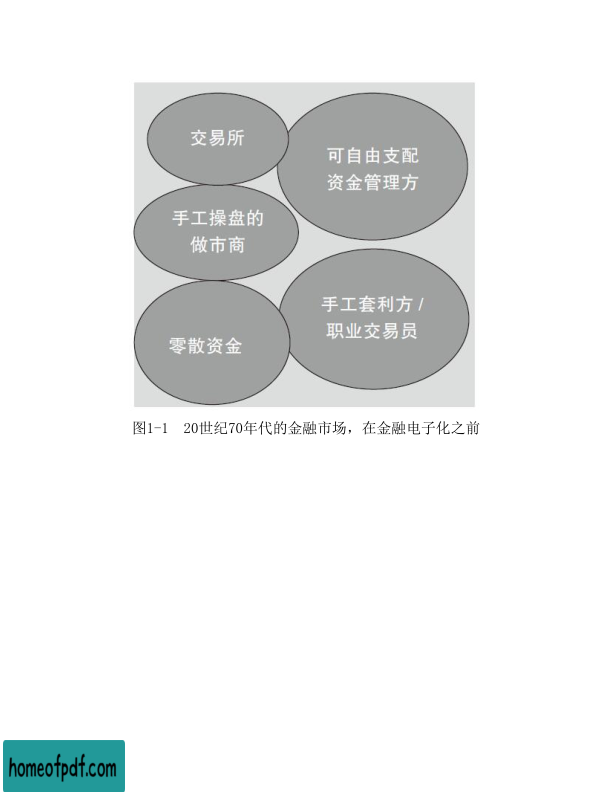 交易所
可自由支配
资金管理方
手工操盘的
做市商
手工套利方 /
职业交易员
零散资金
图1-1 20世纪70年代的金融市场，在金融电子化之前
homeofpdf.com